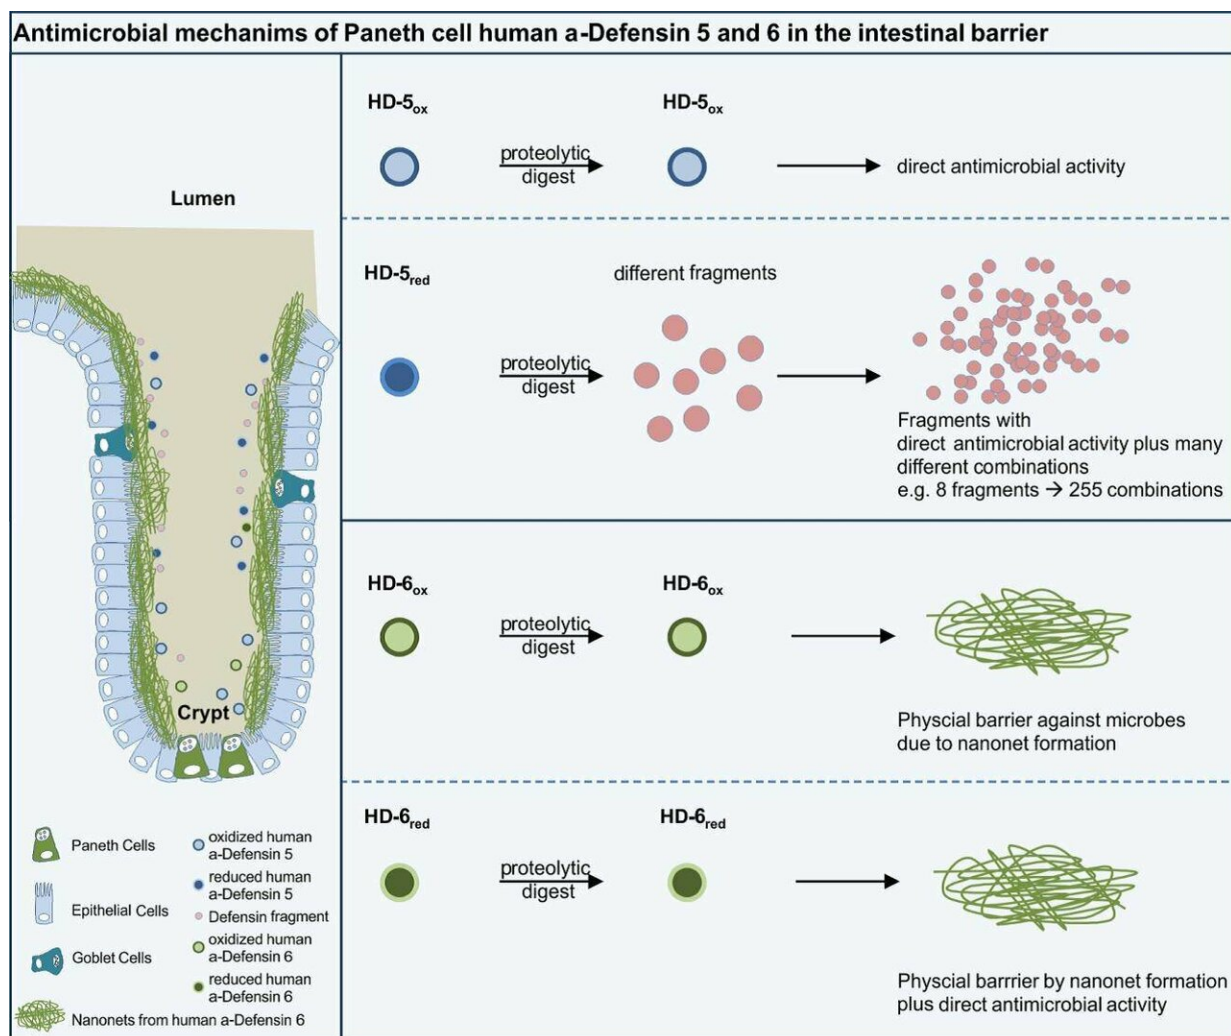 Antimicrobial mechanims of Paneth cell human a-Defensin 5 and 6 in the intestinal barrier
Lumen
Crypt
Paneth Cells
Epithelial Cells
Goblet Cells
Nanonets from human a-Defensin 6
oxidized human
a-Defensin 5
reduced human
a-Defensin 5
Defensin fragment
oxidized human
a-Defensin 6
reduced human
a-Defensin 6
HD-5ox
proteolytic
digest
HD-5ox
direct antimicrobial activity
HD-5red
proteolytic
digest
different fragments
Fragments with
direct antimicrobial activity plus many
different combinations
e.g. 8 fragments → 255 combinations
HD-6ox
proteolytic
digest
HD-6ox
Physcial barrier against microbes
due to nanonet formation
HD-6red
proteolytic
digest
HD-6red
Physcial barrrier by nanonet formation
plus direct antimicrobial activity